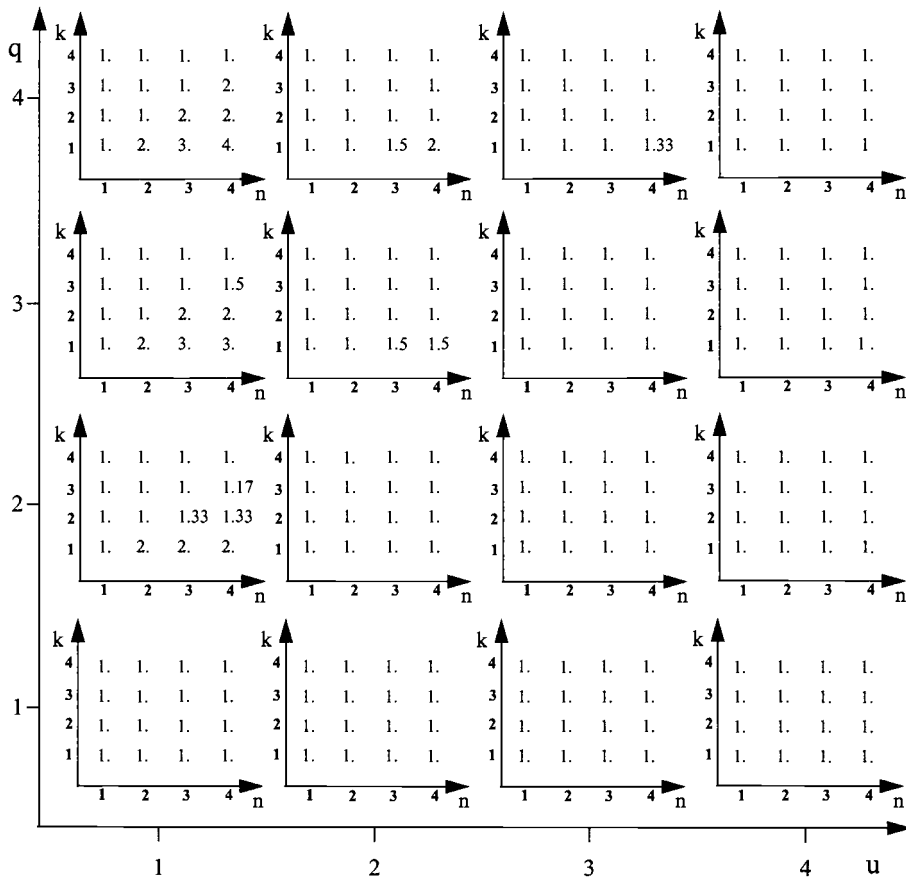 q
k k k k
4 1. 1. 1. 1. 4 1. 1. 1. 1. 4 1. 1. 1. 1. 4 1. 1. 1. 1.
3 1. 1. 1. 2. 3 1. 1. 1. 1. 3 1. 1. 1. 1. 3 1. 1. 1. 1.
4
2 1. 1. 2. 2. 2 1. 1. 1. 1. 2 1. 1. 1. 1. 2 1. 1. 1. 1.
1 1. 2. 3. 4. 1 1. 1. 1.5 2. 1 1. 1. 1. 1.33 1 1. 1. 1. 1
1 2 3 4 n 1 2 3 4 n 1 2 3 4 n 1 2 3 4 n
k k k k
4 1. 1. 1. 1. 4 1. 1. 1. 1. 4 1. 1. 1. 1. 4 1. 1. 1. 1.
3 1. 1. 1. 1.5 3 1. 1. 1. 1. 3 1. 1. 1. 1. 3 1. 1. 1. 1.
3
2 1. 1. 2. 2. 2 1. 1. 1. 1. 2 1. 1. 1. 1. 2 1. 1. 1. 1.
1 1. 2. 3. 3. 1 1. 1. 1.5 1.5 1 1. 1. 1. 1. 1 1. 1. 1. 1.
1 2 3 4 n 1 2 3 4 n 1 2 3 4 n 1 2 3 4 n
k k k k
4 1. 1. 1. 1. 4 1. 1. 1. 1. 4 1. 1. 1. 1. 4 1. 1. 1. 1.
3 1. 1. 1. 1.17 3 1. 1. 1. 1. 3 1. 1. 1. 1. 3 1. 1. 1. 1.
2
2 1. 1. 1.33 1.33 2 1. 1. 1. 1. 2 1. 1. 1. 1. 2 1. 1. 1. 1.
1 1. 2. 2. 2. 1 1. 1. 1. 1. 1 1. 1. 1. 1. 1 1. 1. 1. 1.
1 2 3 4 n 1 2 3 4 n 1 2 3 4 n 1 2 3 4 n
k k k k
4 1. 1. 1. 1. 4 1. 1. 1. 1. 4 1. 1. 1. 1. 4 1. 1. 1. 1.
3 1. 1. 1. 1. 3 1. 1. 1. 1. 3 1. 1. 1. 1. 3 1. 1. 1. 1.
1
2 1. 1. 1. 1. 2 1. 1. 1. 1. 2 1. 1. 1. 1. 2 1. 1. 1. 1.
1 1. 1. 1. 1. 1 1. 1. 1. 1. 1 1. 1. 1. 1. 1 1. 1. 1. 1.
1 2 3 4 n 1 2 3 4 n 1 2 3 4 n 1 2 3 4 n
1 2 3 4 u